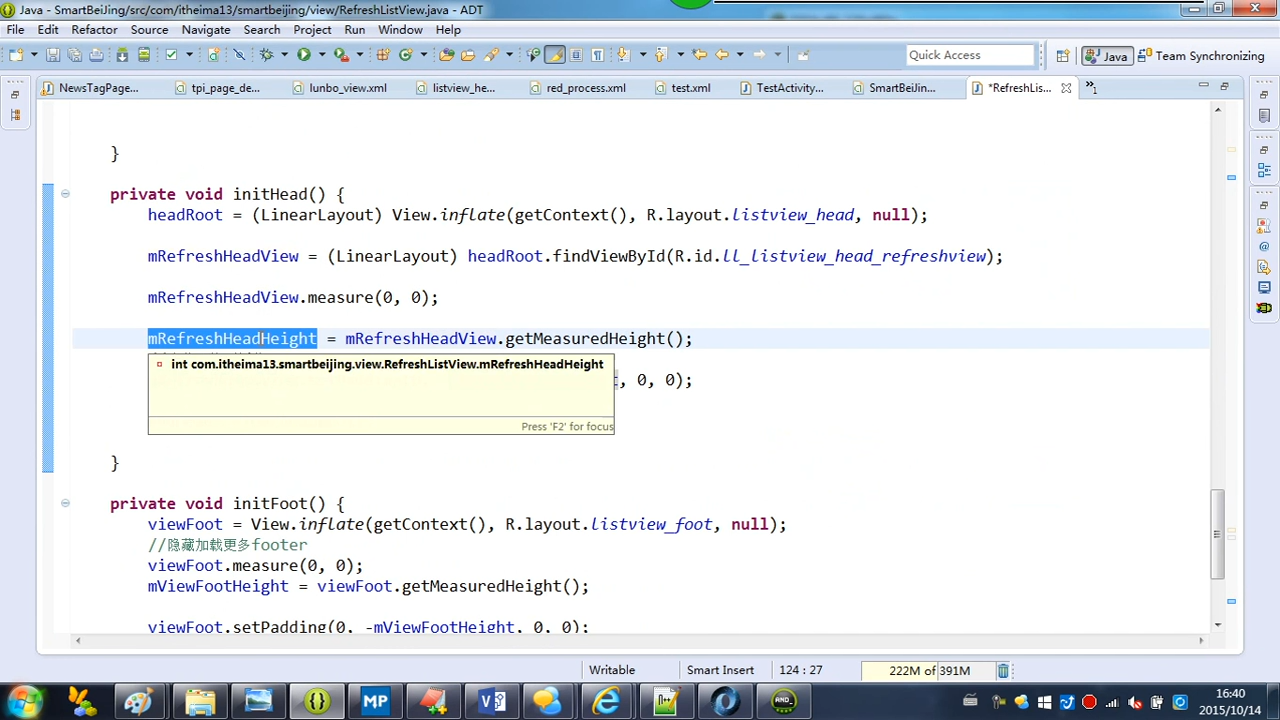 Java - SmartBeiJing/src/com/itheima13/smartbeijing/view/RefreshListView.java - ADT
File Edit Refactor Source Navigate Search Project Run Window Help
Quick Access
Java
Team Synchronizing
NewsTagPage...
tpi_page_de...
lunbo_view.xml
listview_he...
red_process.xml
test.xml
TestActivity...
SmartBeiJin...
*RefreshLis...
}
private void initHead() {
headRoot = (LinearLayout) View.inflate(getContext(), R.layout.listview_head, null);
mRefreshHeadView = (LinearLayout) headRoot.findViewById(R.id.ll_listview_head_refreshview);
mRefreshHeadView.measure(0, 0);
mRefreshHeadHeight = mRefreshHeadView.getMeasuredHeight();
int com.itheima13.smartbeijing.view.RefreshListView.mRefreshHeadHeight
, 0, 0);
Press 'F2' for focus
}
private void initFoot() {
viewFoot = View.inflate(getContext(), R.layout.listview_foot, null);
//隐藏加载更多footer
viewFoot.measure(0, 0);
mViewFootHeight = viewFoot.getMeasuredHeight();
viewFoot.setPadding(0, -mViewFootHeight, 0, 0);
Writable
Smart Insert
124 : 27
222M of 391M
16:40
2015/10/14